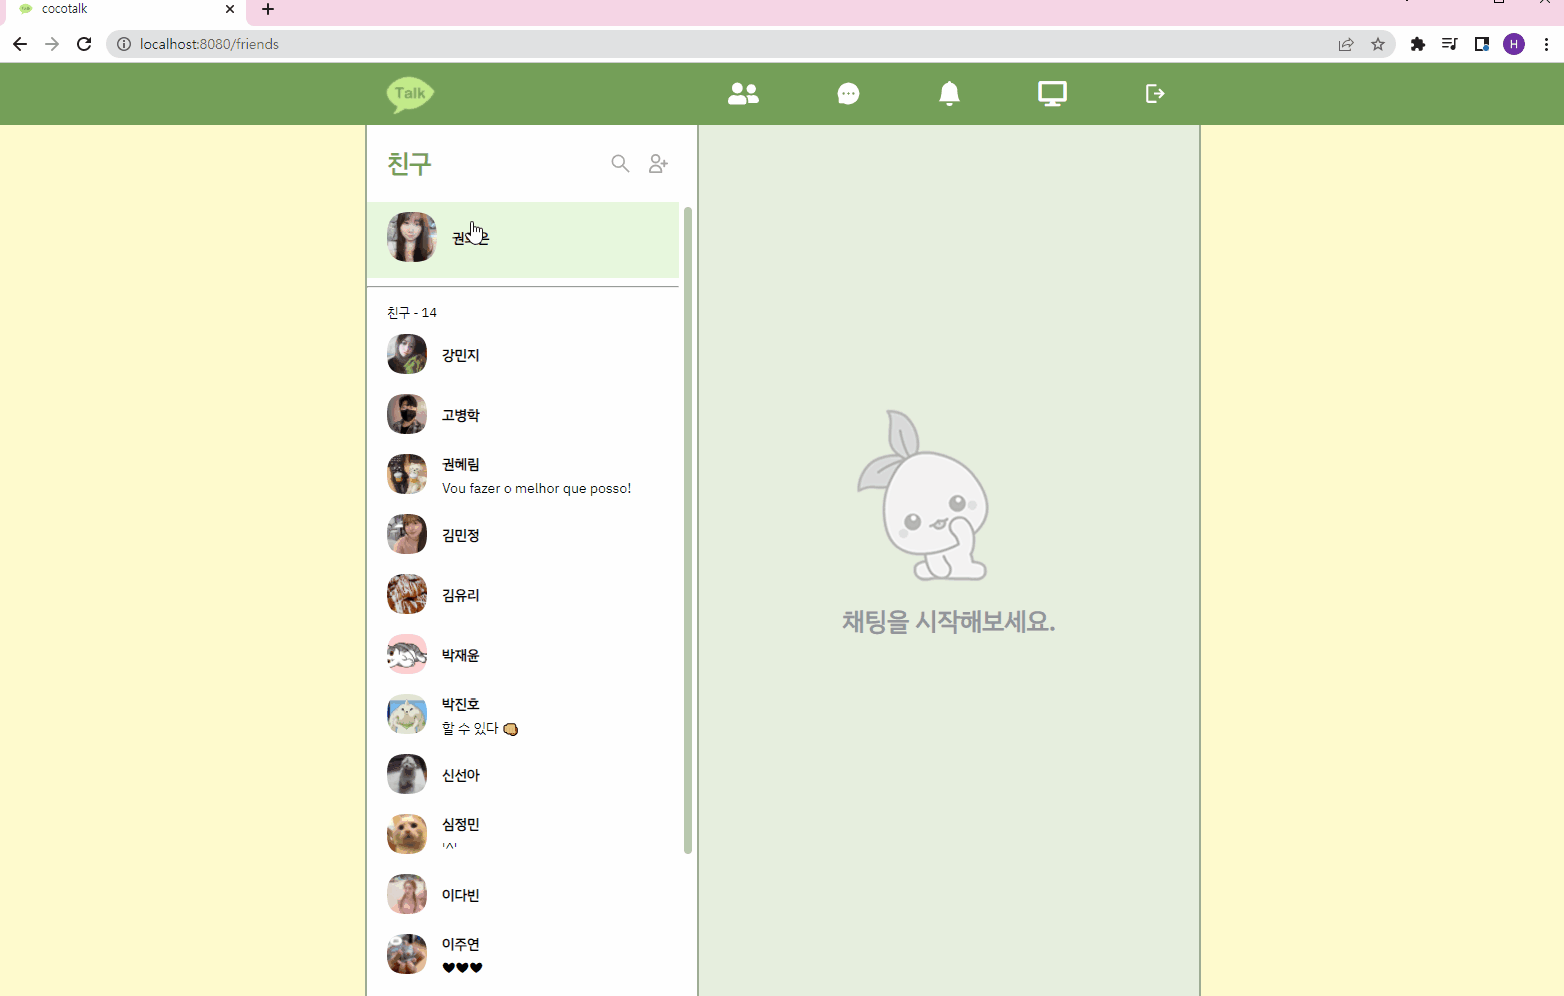 cocotalk
localhost:8080/friends
H
Talk
친구
친구 - 14
강민지
고병학
권혜림
Vou fazer o melhor que posso!
김민정
김유리
박재윤
박진호
할 수 있다
신선아
심정민
'^'
이다빈
이주연
♥♥♥
채팅을 시작해보세요.